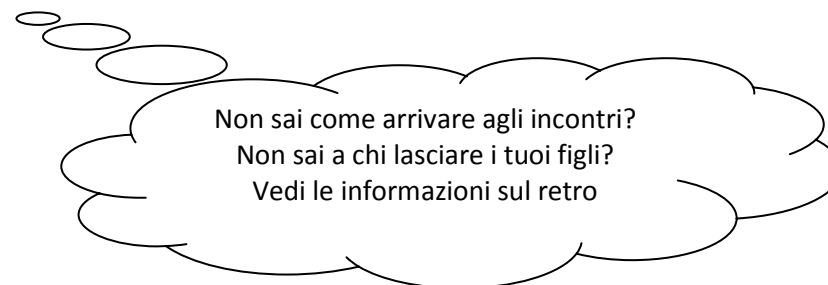 Non sai come arrivare agli incontri?
Non sai a chi lasciare i tuoi figli?
Vedi le informazioni sul retro